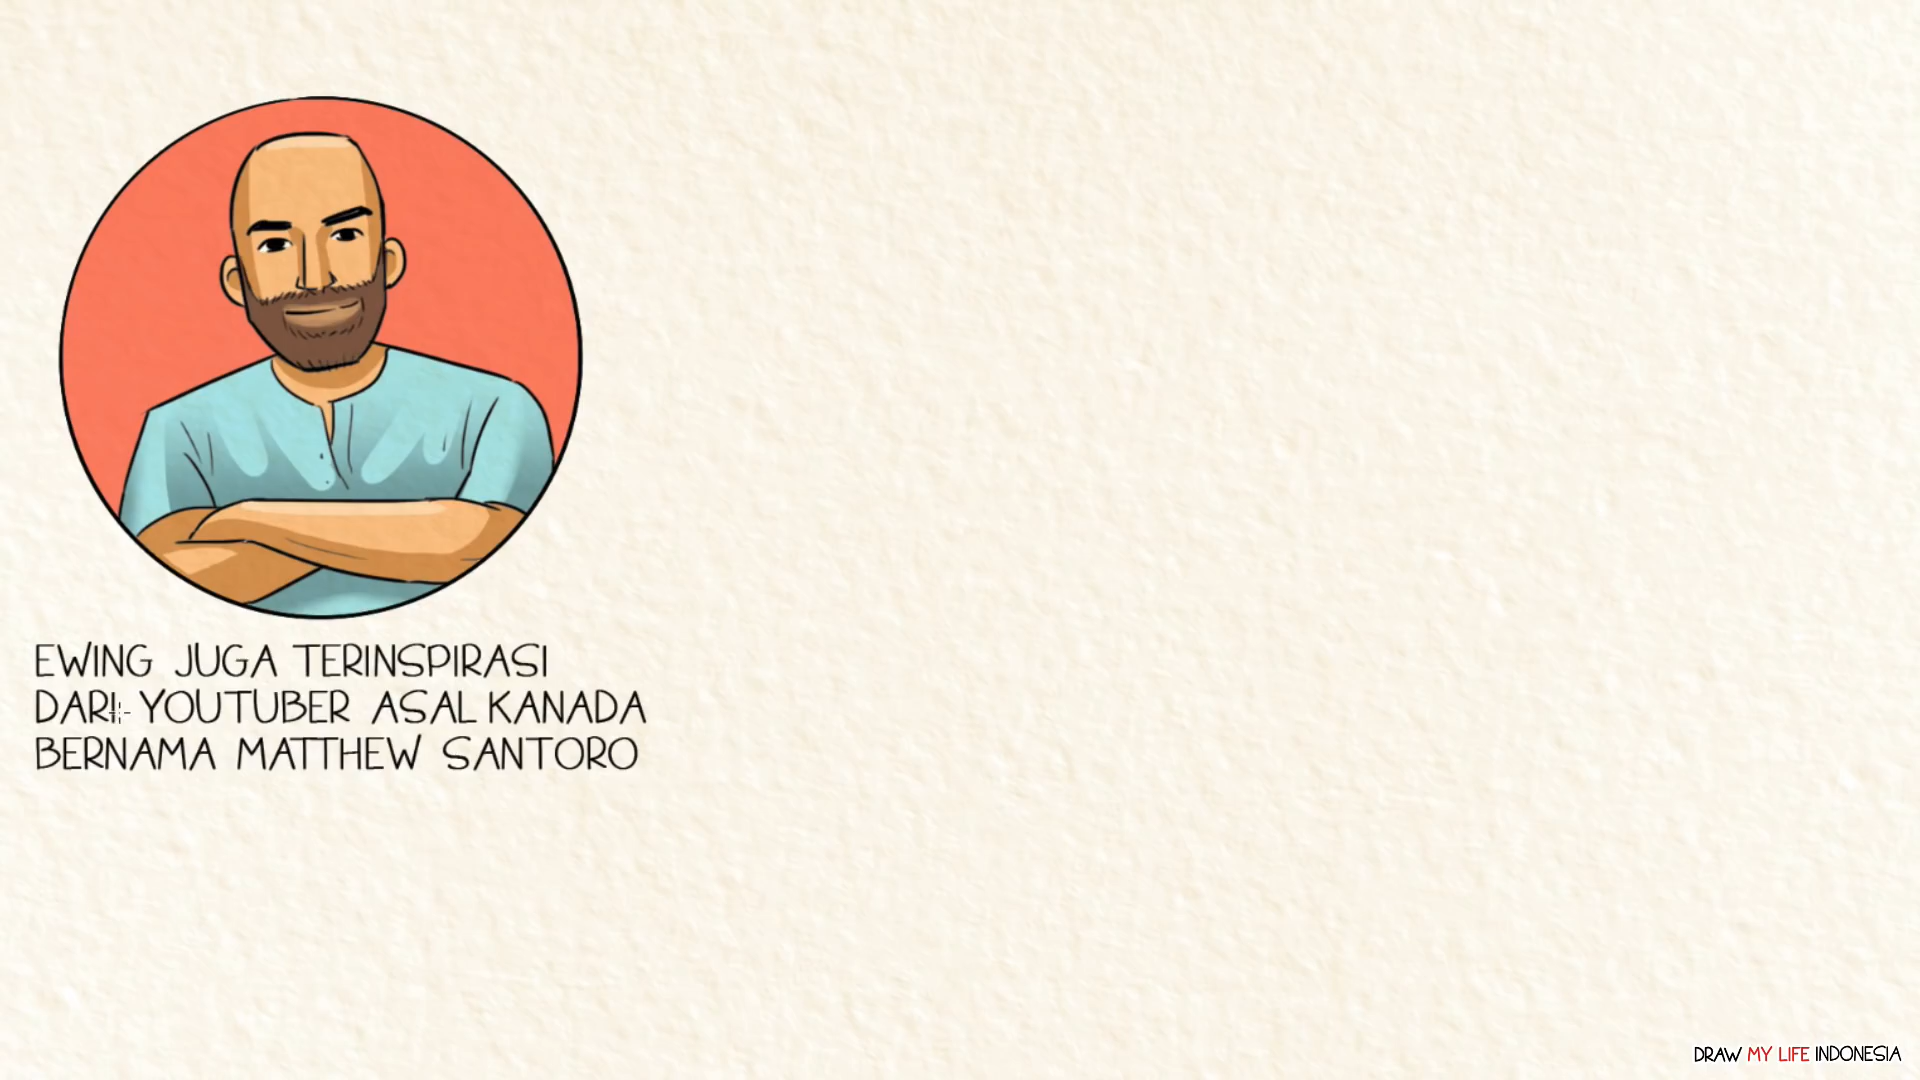 EWING JUGA TERINSPIRASI
DARI YOUTUBER ASAL KANADA
BERNAMA MATTHEW SANTORO
DRAW MY LIFE INDONESIA